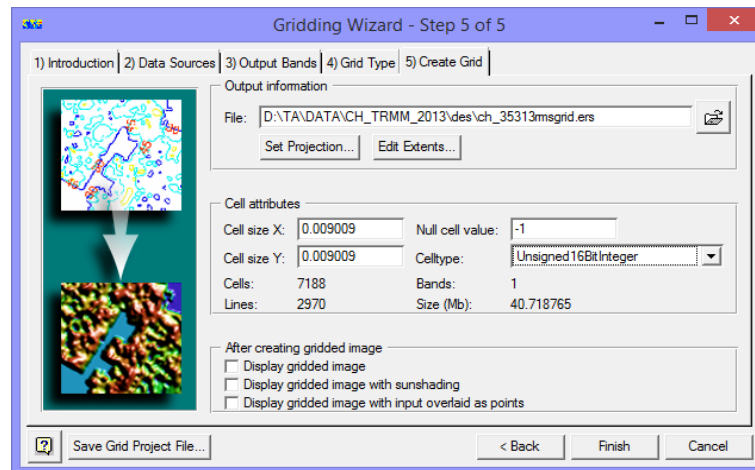 Gridding Wizard - Step 5 of 5
1) Introduction 2) Data Sources 3) Output Bands 4) Grid Type 5) Create Grid
Output information
File: D:\TA\DATA\CH_TRMM_2013\des\ch_35313rmsgrid.ers
Set Projection... Edit Extents...
Cell attributes
Cell size X: 0.009009 Null cell value: -1
Cell size Y: 0.009009 Celltype: Unsigned16BitInteger
Cells: 7188 Bands: 1
Lines: 2970 Size (Mb): 40.718765
After creating gridded image
Display gridded image
Display gridded image with sunshading
Display gridded image with input overlaid as points
Save Grid Project File... < Back Finish Cancel